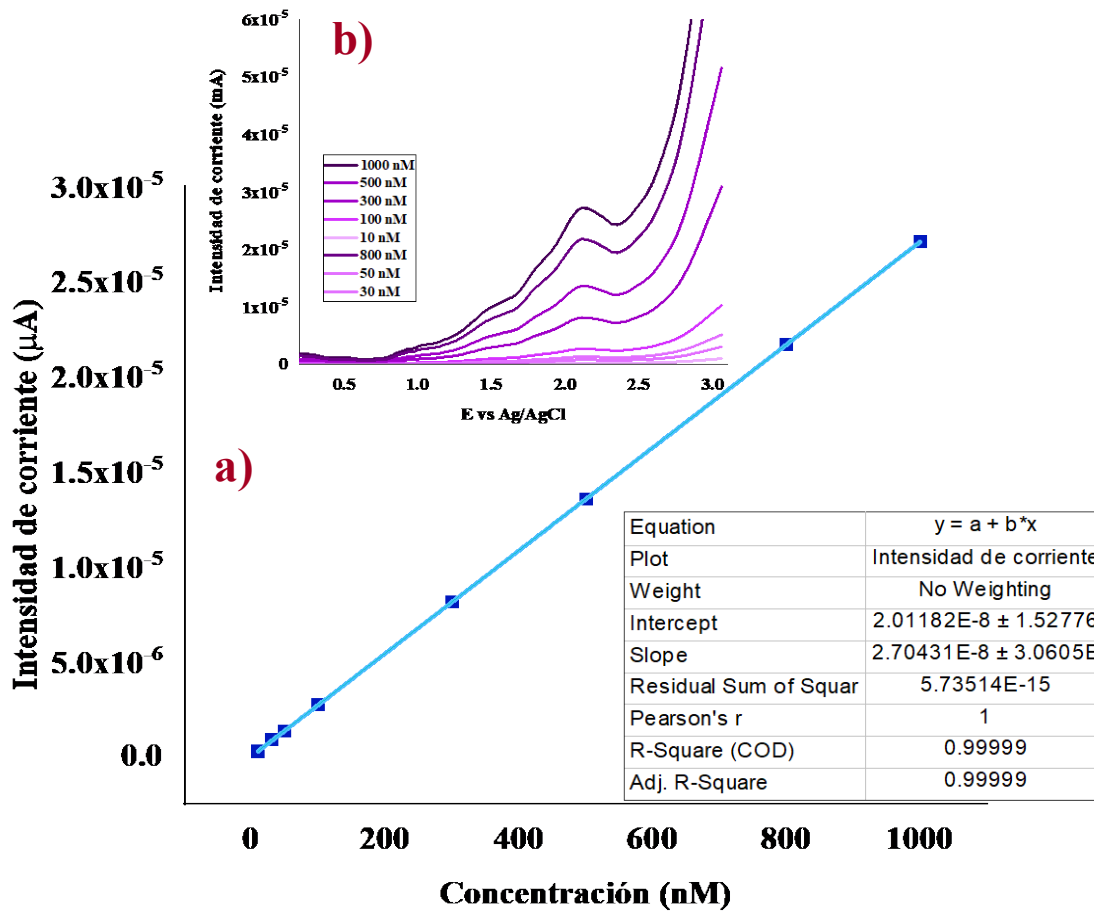 b)
6x10⁻⁵
5x10⁻⁵
4x10⁻⁵
3x10⁻⁵
2x10⁻⁵
1x10⁻⁵
0
Intensidad de corriente (mA)
1000 nM
500 nM
300 nM
100 nM
10 nM
800 nM
50 nM
30 nM
0.5 1.0 1.5 2.0 2.5 3.0
E vs Ag/AgCl
a)
3.0x10⁻⁵
2.5x10⁻⁵
2.0x10⁻⁵
1.5x10⁻⁵
1.0x10⁻⁵
5.0x10⁻⁶
0.0
Intensidad de corriente (µA)
Equation y = a + b*x
Plot Intensidad de corriente
Weight No Weighting
Intercept 2.01182E-8 ± 1.52776
Slope 2.70431E-8 ± 3.0605E
Residual Sum of Squar 5.73514E-15
Pearson's r 1
R-Square (COD) 0.99999
Adj. R-Square 0.99999
0 200 400 600 800 1000
Concentración (nM)